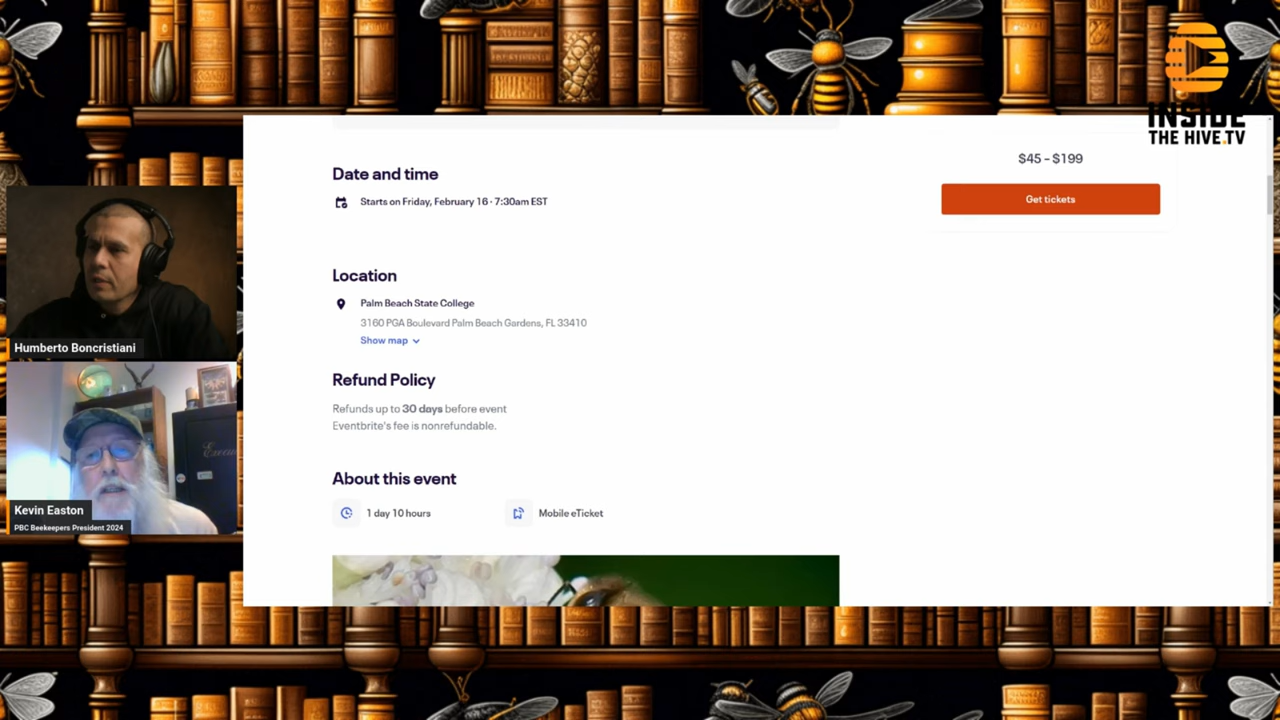 INSIDE
THE HIVE.TV
Date and time
Starts on Friday, February 16 · 7:30am EST
$45 – $199
Get tickets
Location
Palm Beach State College
3160 PGA Boulevard Palm Beach Gardens, FL 33410
Show map
Refund Policy
Refunds up to 30 days before event
Eventbrite's fee is nonrefundable.
About this event
1 day 10 hours
Mobile eTicket
Humberto Boncristiani
Kevin Easton
PBC Beekeepers President 2024